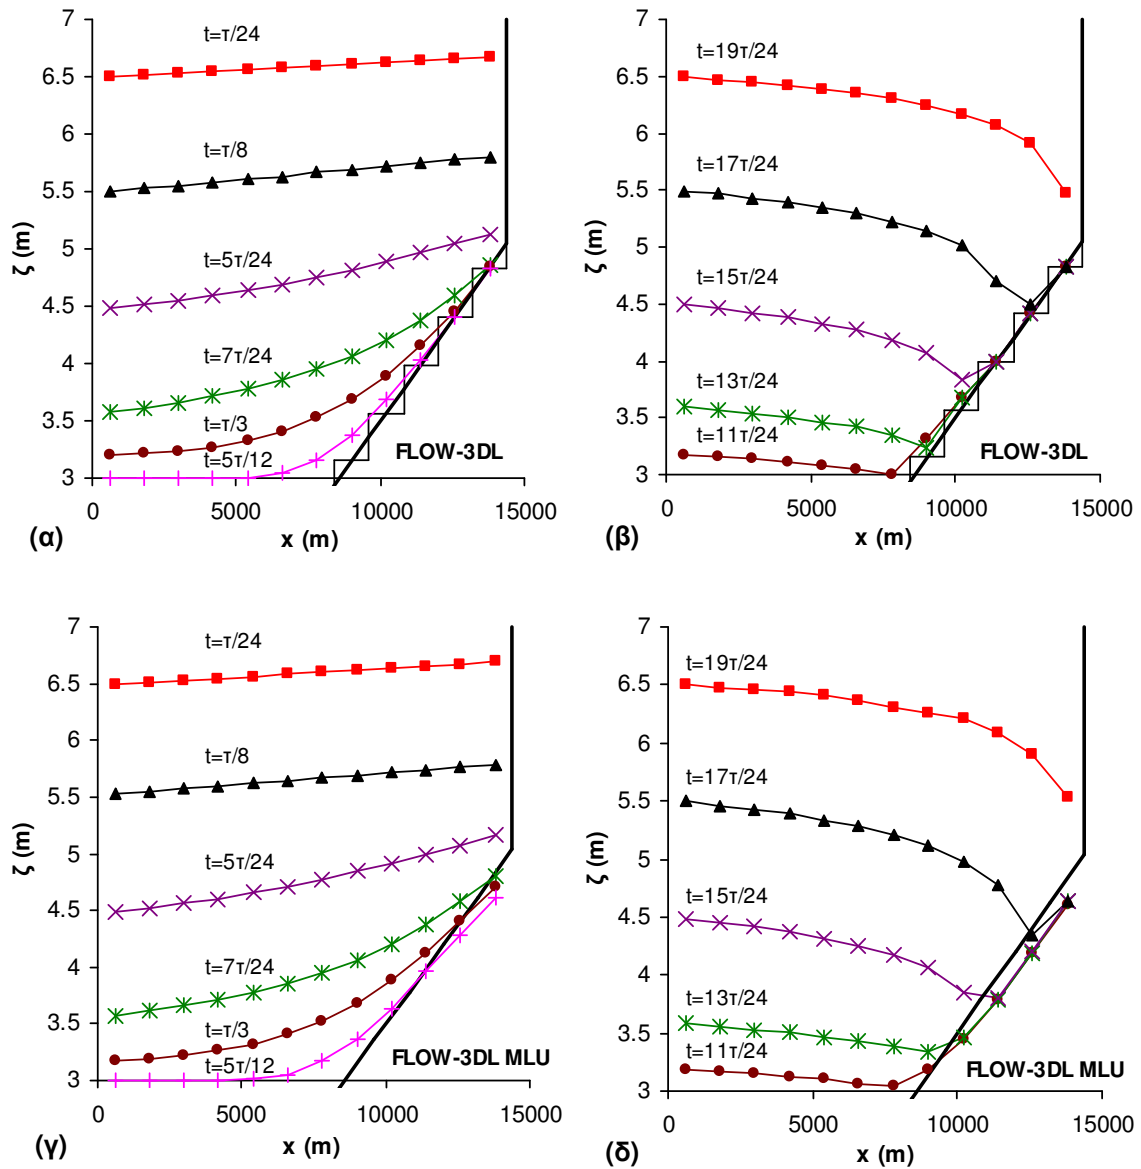 7
6.5
6
5.5
5
4.5
4
3.5
3
ζ (m)
t=τ/24
t=τ/8
t=5τ/24
t=7τ/24
t=τ/3
t=5τ/12
FLOW-3DL
0
5000
10000
15000
x (m)
(α)
7
6.5
6
5.5
5
4.5
4
3.5
3
ζ (m)
t=19τ/24
t=17τ/24
t=15τ/24
t=13τ/24
t=11τ/24
FLOW-3DL
0
5000
10000
15000
x (m)
(β)
7
6.5
6
5.5
5
4.5
4
3.5
3
ζ (m)
t=τ/24
t=τ/8
t=5τ/24
t=7τ/24
t=τ/3
t=5τ/12
FLOW-3DL MLU
0
5000
10000
15000
x (m)
(γ)
7
6.5
6
5.5
5
4.5
4
3.5
3
ζ (m)
t=19τ/24
t=17τ/24
t=15τ/24
t=13τ/24
t=11τ/24
FLOW-3DL MLU
0
5000
10000
15000
x (m)
(δ)